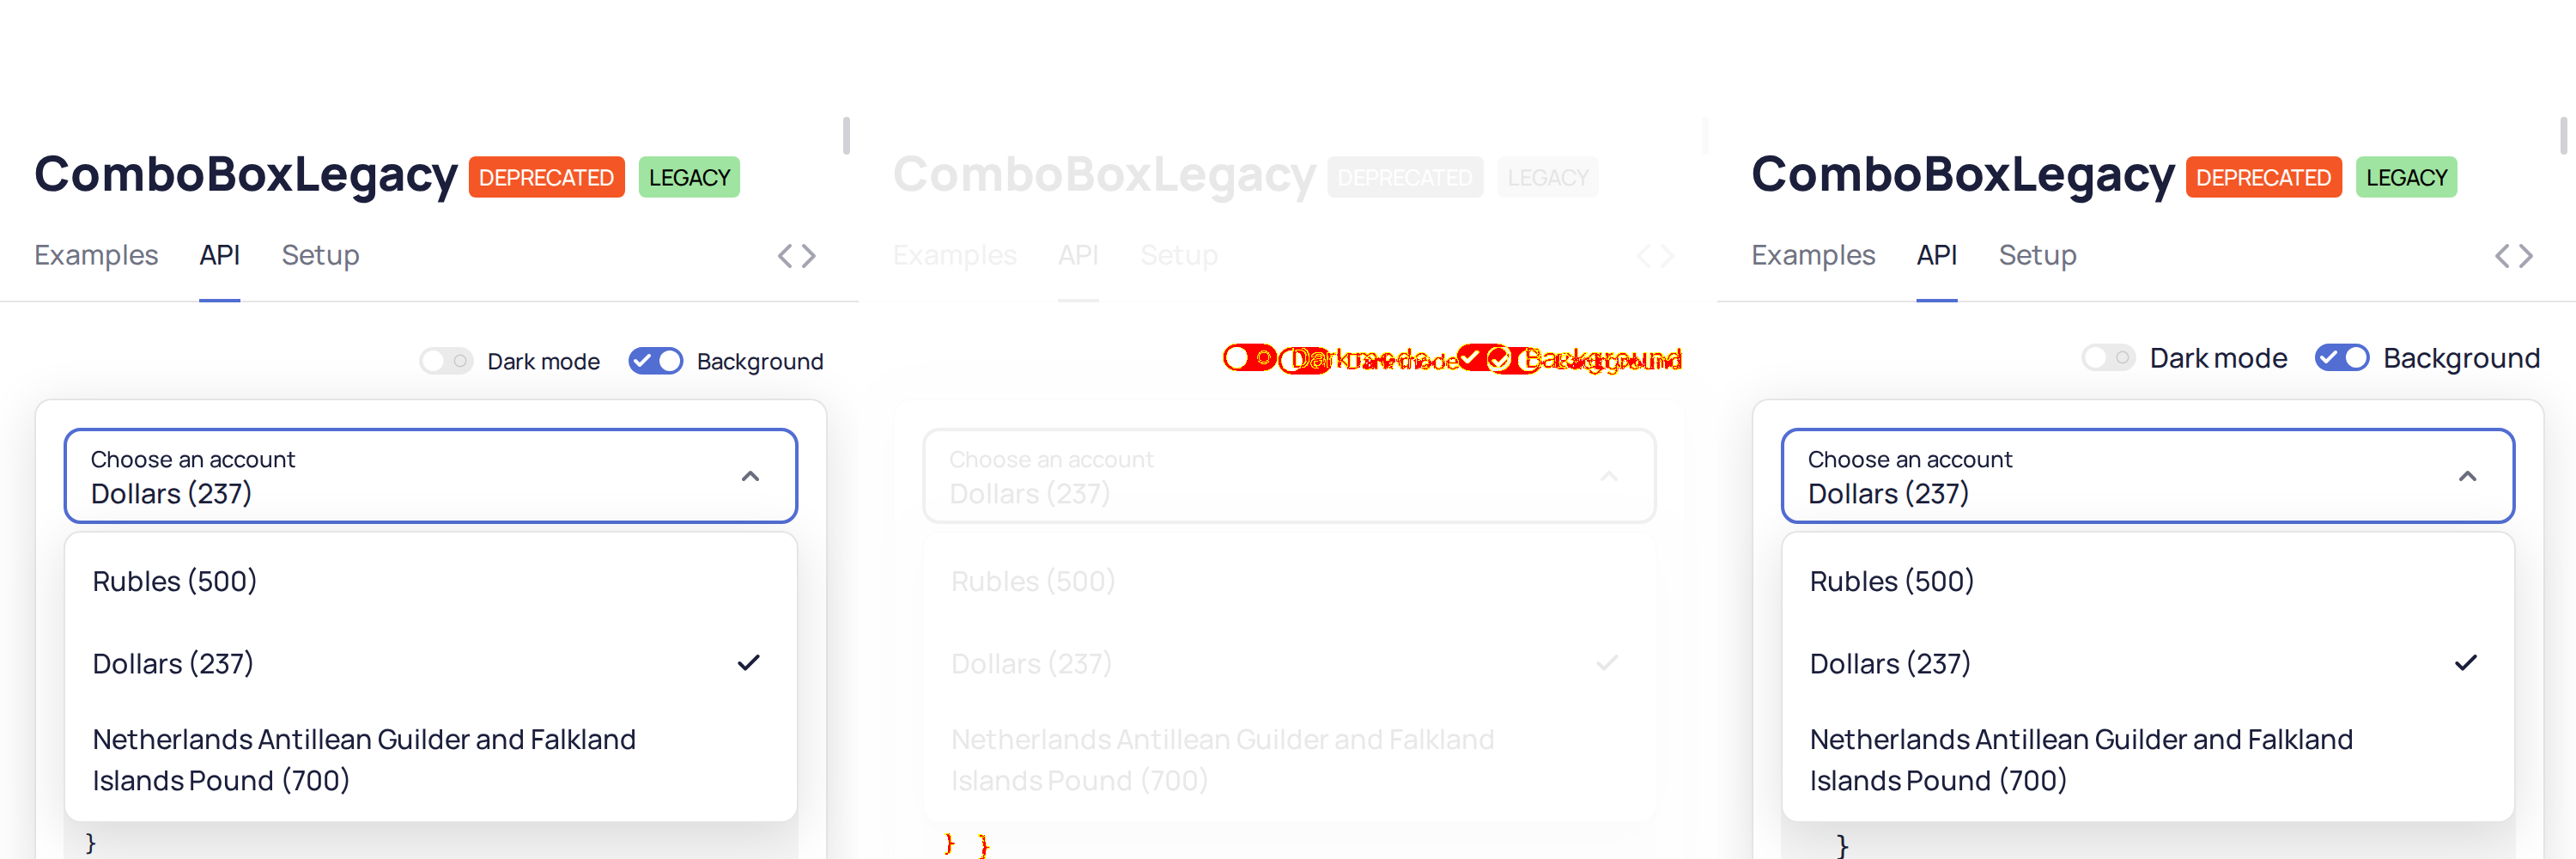 ComboBoxLegacy DEPRECATED LEGACY
Examples API Setup
Dark mode Background
Choose an account
Dollars (237)
Rubles (500)
Dollars (237)
Netherlands Antillean Guilder and Falkland
Islands Pound (700)
}
ComboBoxLegacy DEPRECATED LEGACY
Examples API Setup
Dark mode Dark mode Background Background
Choose an account
Dollars (237)
Rubles (500)
Dollars (237)
Netherlands Antillean Guilder and Falkland
Islands Pound (700)
} }
ComboBoxLegacy DEPRECATED LEGACY
Examples API Setup
Dark mode Background
Choose an account
Dollars (237)
Rubles (500)
Dollars (237)
Netherlands Antillean Guilder and Falkland
Islands Pound (700)
}